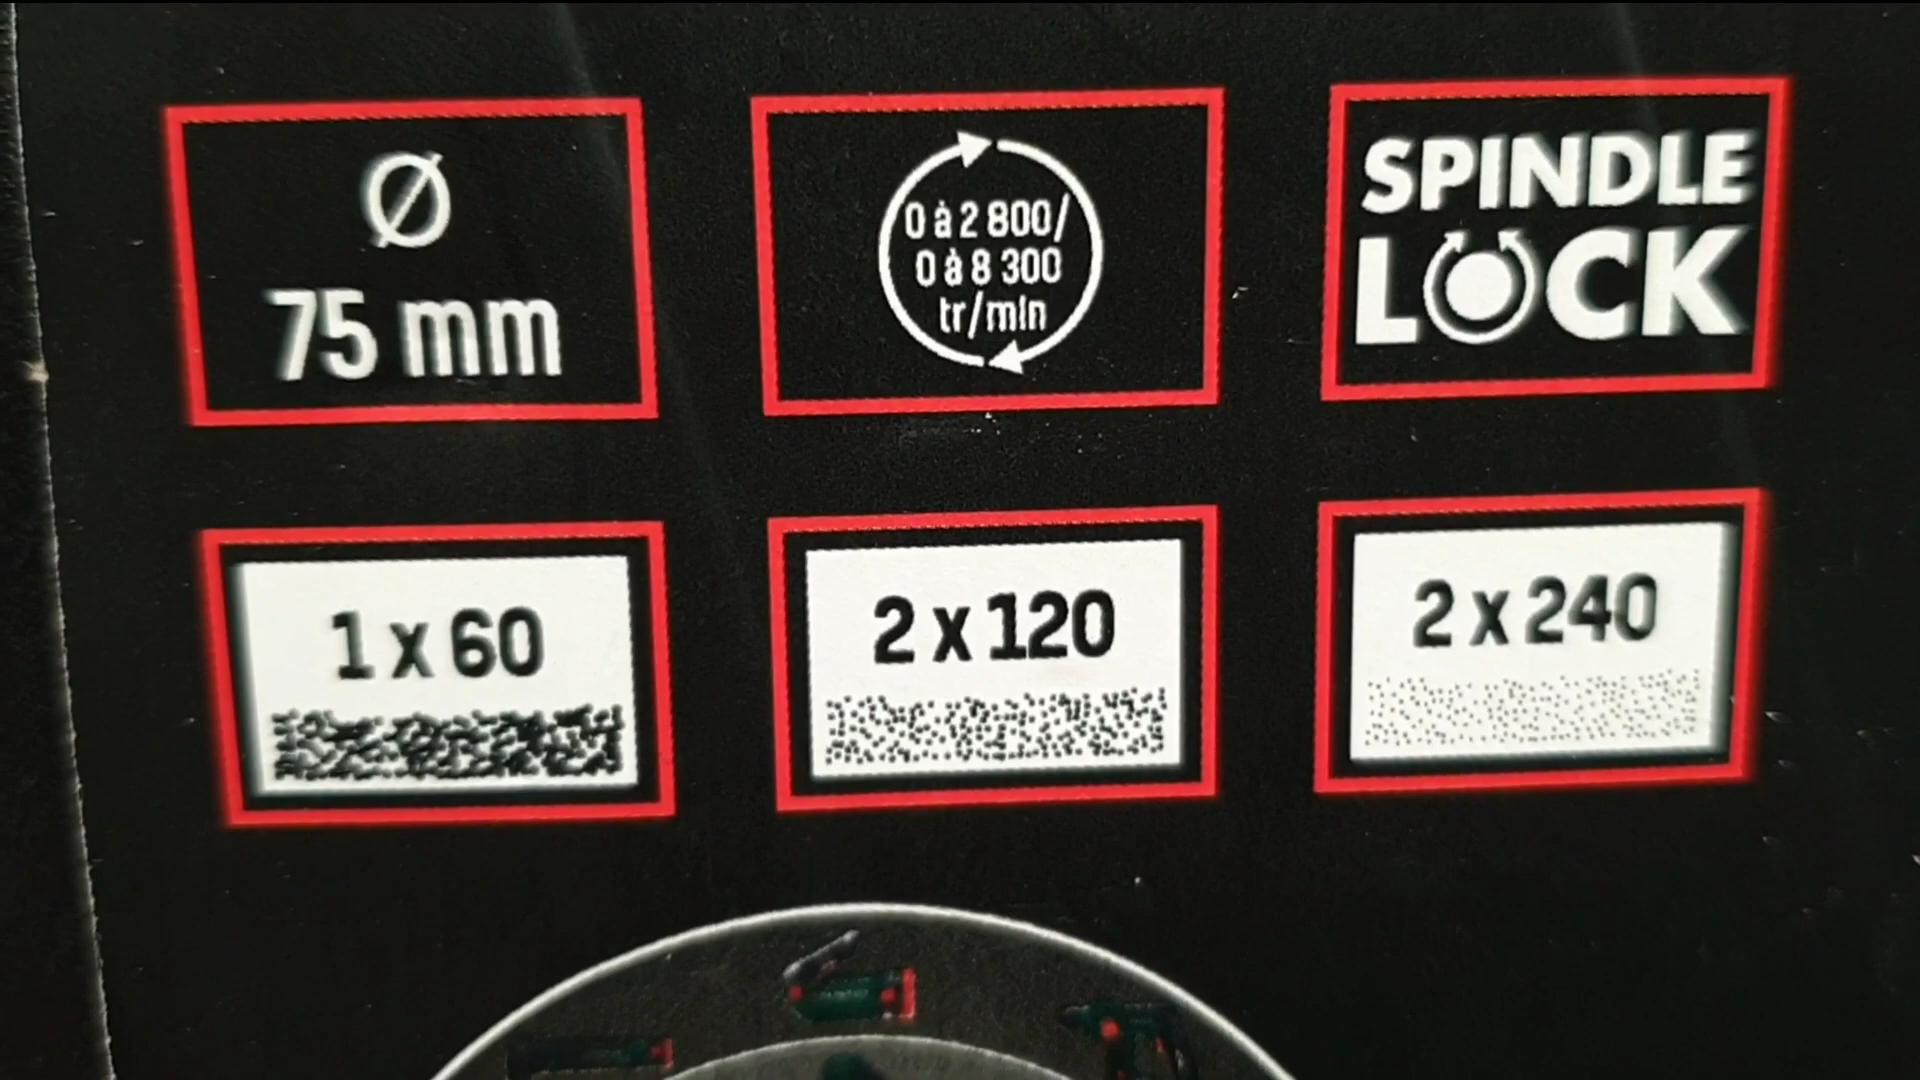 Ø
75 mm
0 à 2 800/
0 à 8 300
tr/min
SPINDLE
LOCK
1 x 60
2 x 120
2 x 240